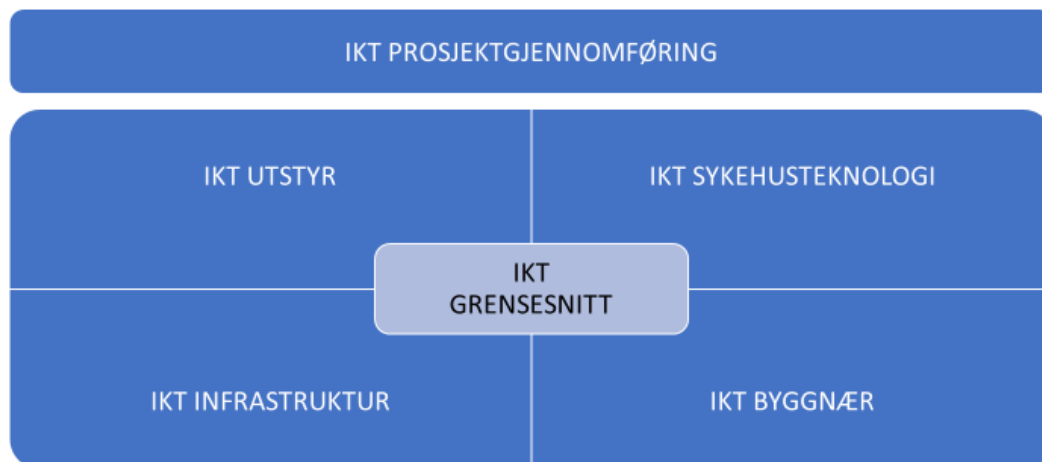 IKT PROSJEKTGJENNOMFØRING
IKT UTSTYR
IKT SYKEHUSTEKNOLOGI
IKT
GRENSESNITT
IKT INFRASTRUKTUR
IKT BYGGNÆR